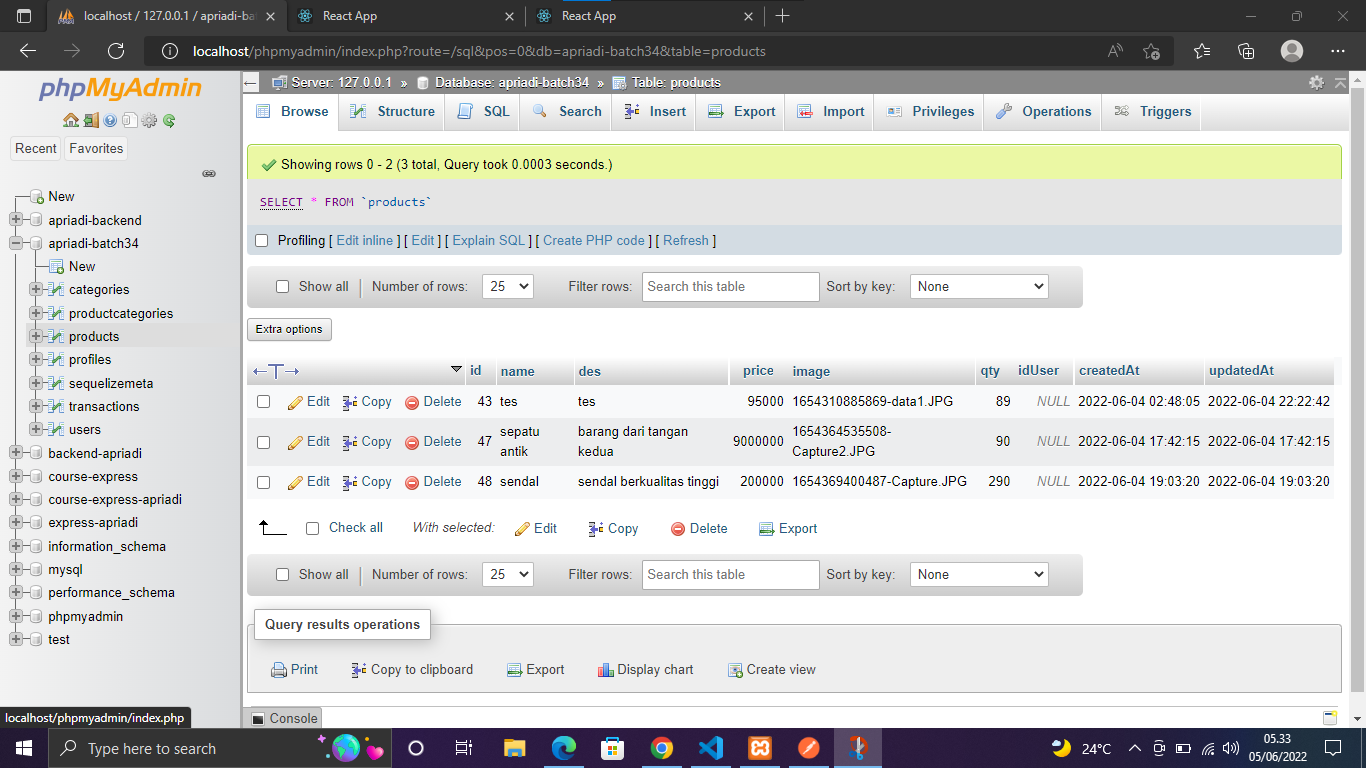 localhost / 127.0.0.1 / apriadi-bat
React App
React App
localhost/phpmyadmin/index.php?route=/sql&pos=0&db=apriadi-batch34&table=products
phpMyAdmin
Recent
Favorites
New
apriadi-backend
apriadi-batch34
New
categories
productcategories
products
profiles
sequelizemeta
transactions
users
backend-apriadi
course-express
course-express-apriadi
express-apriadi
information_schema
mysql
performance_schema
phpmyadmin
test
localhost/phpmyadmin/index.php
Server: 127.0.0.1 » Database: apriadi-batch34 » Table: products
Browse Structure SQL Search Insert Export Import Privileges Operations Triggers
Showing rows 0 - 2 (3 total, Query took 0.0003 seconds.)
SELECT * FROM `products`
Profiling [ Edit inline ] [ Edit ] [ Explain SQL ] [ Create PHP code ] [ Refresh ]
Show all Number of rows: 25 Filter rows: Search this table Sort by key: None
Extra options
id name des price image qty idUser createdAt updatedAt
Edit Copy Delete 43 tes tes 95000 1654310885869-data1.JPG 89 NULL 2022-06-04 02:48:05 2022-06-04 22:22:42
Edit Copy Delete 47 sepatu antik barang dari tangan kedua 9000000 1654364535508-Capture2.JPG 90 NULL 2022-06-04 17:42:15 2022-06-04 17:42:15
Edit Copy Delete 48 sendal sendal berkualitas tinggi 200000 1654369400487-Capture.JPG 290 NULL 2022-06-04 19:03:20 2022-06-04 19:03:20
Check all With selected: Edit Copy Delete Export
Show all Number of rows: 25 Filter rows: Search this table Sort by key: None
Query results operations
Print Copy to clipboard Export Display chart Create view
Console
Type here to search
24°C
05.33
05/06/2022